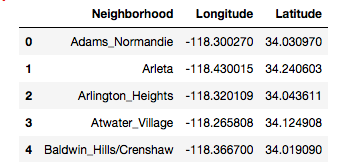 Neighborhood Longitude Latitude
0 Adams_Normandie -118.300270 34.030970
1 Arleta -118.430015 34.240603
2 Arlington_Heights -118.320109 34.043611
3 Atwater_Village -118.265808 34.124908
4 Baldwin_Hills/Crenshaw -118.366700 34.019090